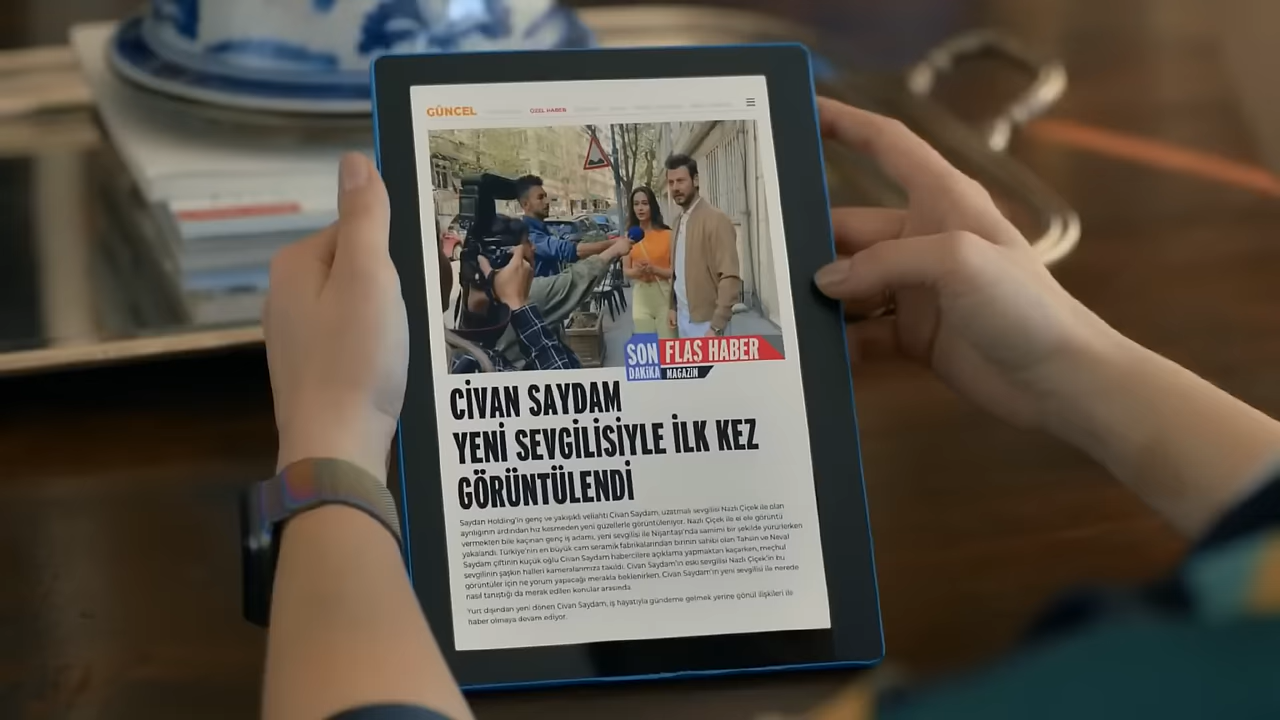 GÜNCEL
ÖZEL HABER
SON DAKİKA
FLAŞ HABER
MAGAZİN
CİVAN SAYDAM
YENİ SEVGİLİSİYLE İLK KEZ
GÖRÜNTÜLENDİ
Saydan Holding'in genç ve yakışıklı veliahtı Civan Saydam, uzatmalı sevgilisi Nazlı Çiçek ile olan
ayrılığının ardından hız kesmeden yeni güzellerle görüntüleniyor. Nazlı Çiçek ile el ele görüntü
vermekten bile kaçınan genç iş adamı, yeni sevgilisi ile Nişantaşı'nda samimi bir şekilde yürürlerken
yakalandı. Türkiye'nin en büyük cam seramik fabrikalarından birinin sahibi olan Tahsin ve Neval
Saydam çiftinin küçük oğlu Civan Saydam habercilere açıklama yapmaktan kaçarken, meçhul
sevgilinin şaşkın halleri kameralarımıza takıldı. Civan Saydam'ın eski sevgilisi Nazlı Çiçek'in bu
görüntüler için ne yorum yapacağı merakla beklenirken, Civan Saydam'ın yeni sevgilisi ile nerede
nasıl tanıştığı da merak edilen konular arasında.
Yurt dışından yeni dönen Civan Saydam, iş hayatıyla gündeme gelmek yerine gönül ilişkileri ile
haber olmaya devam ediyor.